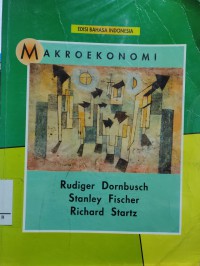 EDISI BAHASA INDONESIA
MAKROEKONOMI
Rudiger Dornbusch
Stanley Fischer
Richard Startz